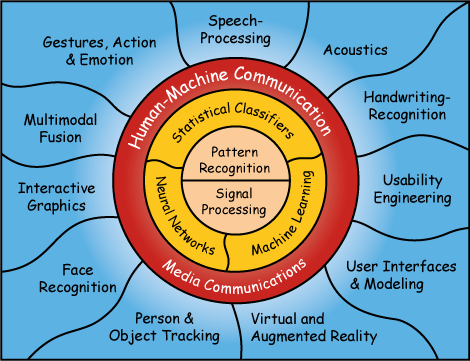 Speech-
Processing
Acoustics
Handwriting-
Recognition
Usability
Engineering
User Interfaces
& Modeling
Virtual and
Augmented Reality
Person &
Object Tracking
Face
Recognition
Interactive
Graphics
Multimodal
Fusion
Gestures, Action
& Emotion
Human-Machine Communication
Media Communications
Statistical Classifiers
Machine Learning
Neural Networks
Pattern
Recognition
Signal
Processing